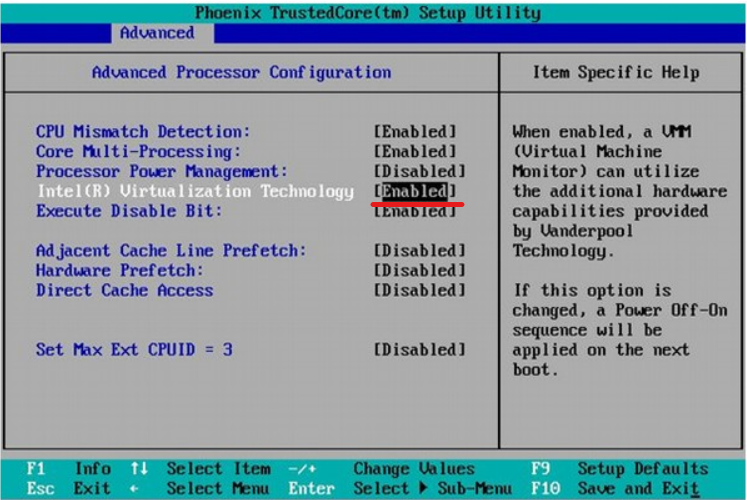 Phoenix TrustedCore(tm) Setup Utility
Advanced
Advanced Processor Configuration
Item Specific Help
CPU Mismatch Detection: [Enabled]
Core Multi-Processing: [Enabled]
Processor Power Management: [Disabled]
Intel(R) Virtualization Technology [Enabled]
Execute Disable Bit: [Enabled]
Adjacent Cache Line Prefetch: [Disabled]
Hardware Prefetch: [Disabled]
Direct Cache Access [Disabled]
Set Max Ext CPUID = 3 [Disabled]
When enabled, a VMM
(Virtual Machine
Monitor) can utilize
the additional hardware
capabilities provided
by Vanderpool
Technology.
If this option is
changed, a Power Off-On
sequence will be
applied on the next
boot.
F1 Info ↑↓ Select Item -/+ Change Values F9 Setup Defaults
Esc Exit ← Select Menu Enter Select ▶ Sub-Menu F10 Save and Exit